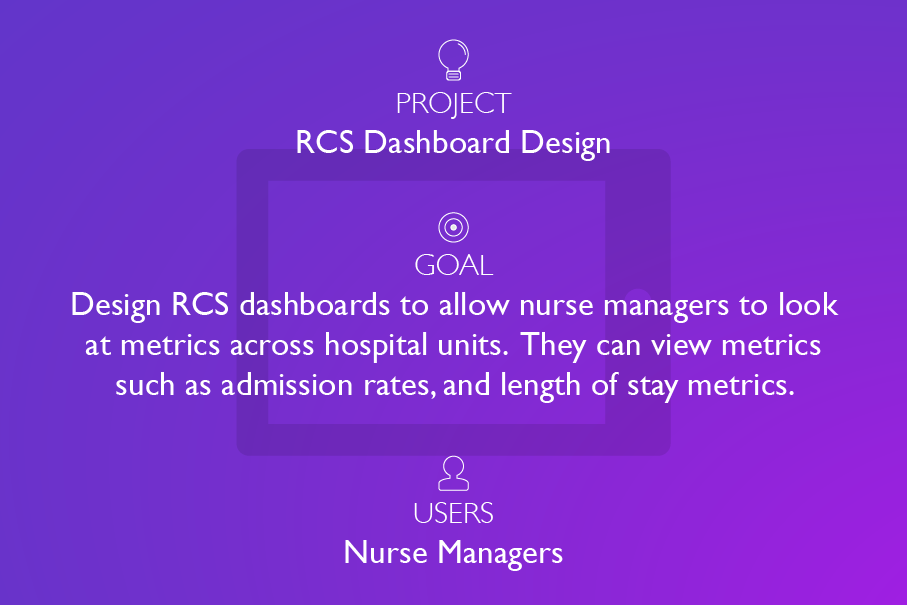 PROJECT
RCS Dashboard Design
GOAL
Design RCS dashboards to allow nurse managers to look
at metrics across hospital units.  They can view metrics
such as admission rates, and length of stay metrics.
USERS
Nurse Managers